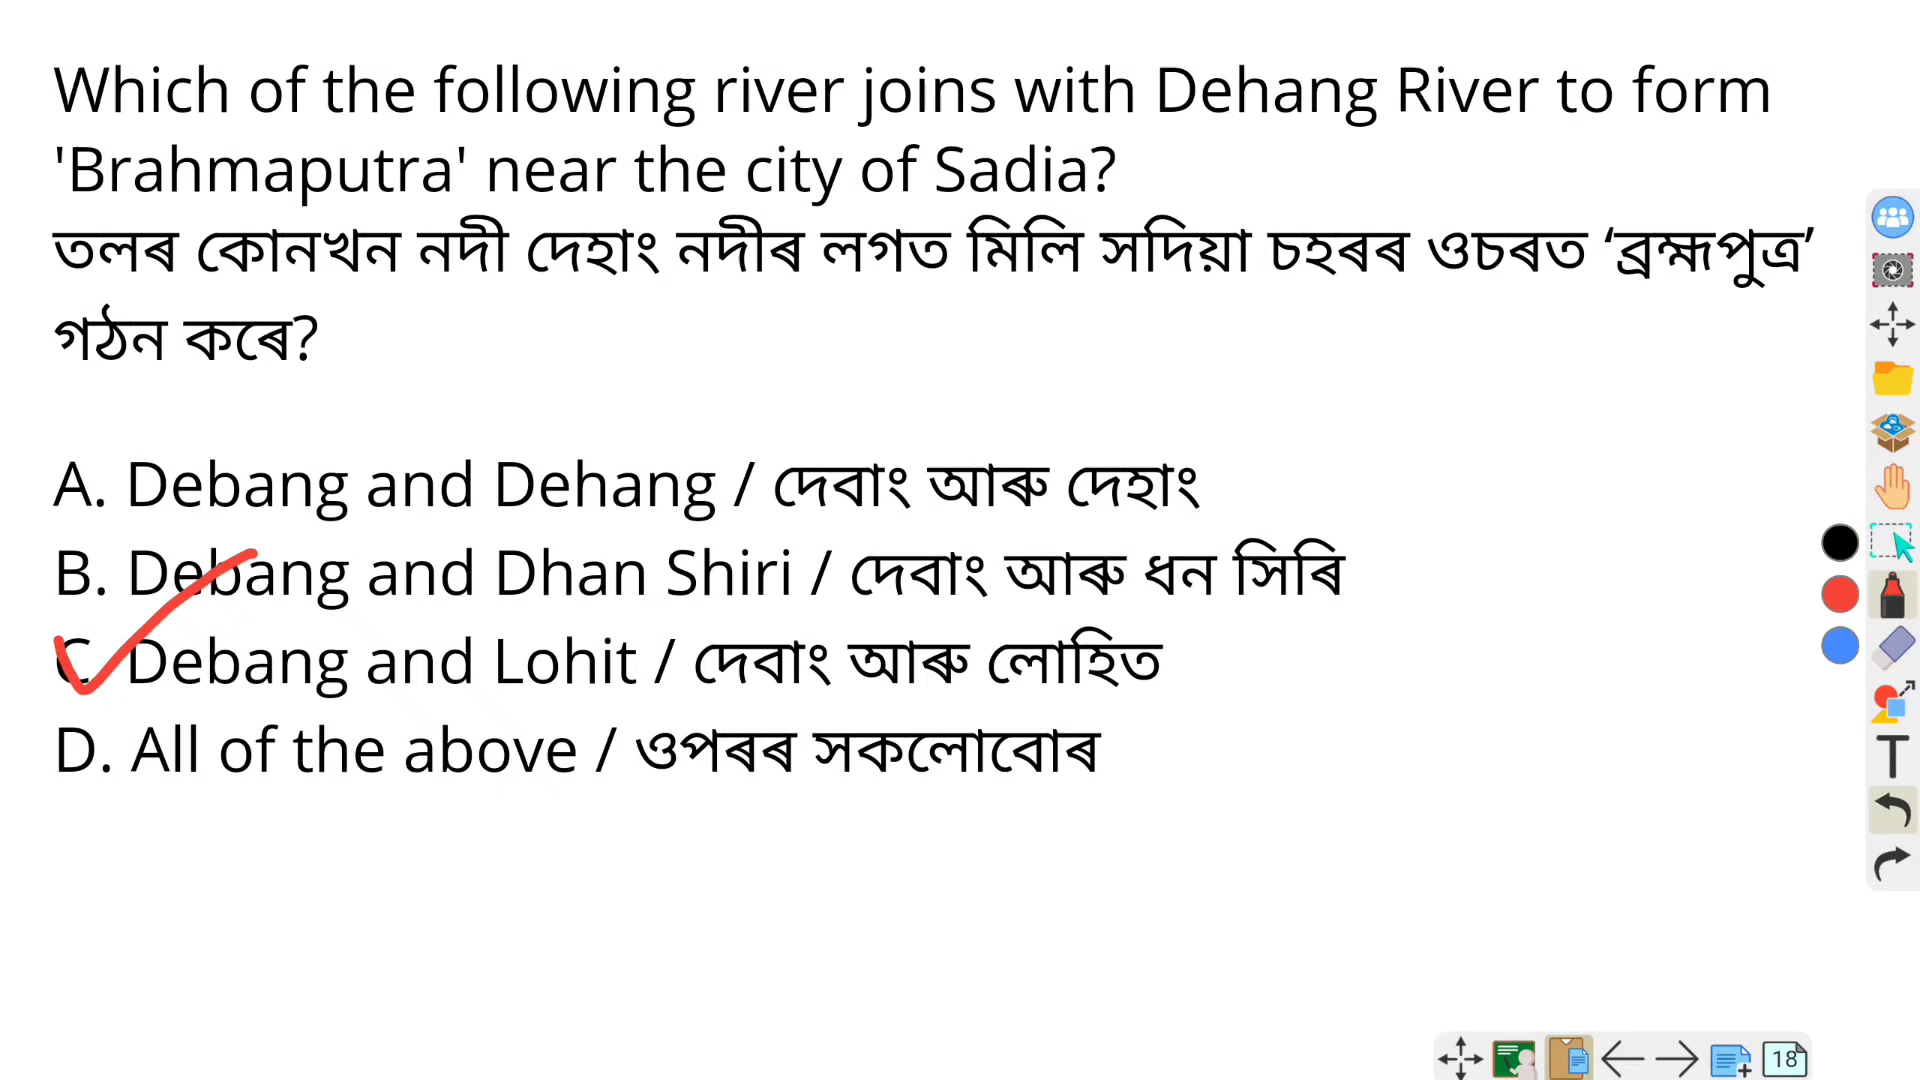 Which of the following river joins with Dehang River to form
'Brahmaputra' near the city of Sadia?
তলৰ কোনখন নদী দেহাং নদীৰ লগত মিলি সদিয়া চহৰৰ ওচৰত ‘ব্ৰহ্মপুত্ৰ’
গঠন কৰে?
A. Debang and Dehang / দেবাং আৰু দেহাং
B. Debang and Dhan Shiri / দেবাং আৰু ধন সিৰি
C. Debang and Lohit / দেবাং আৰু লোহিত
D. All of the above / ওপৰৰ সকলোবোৰ
T
18